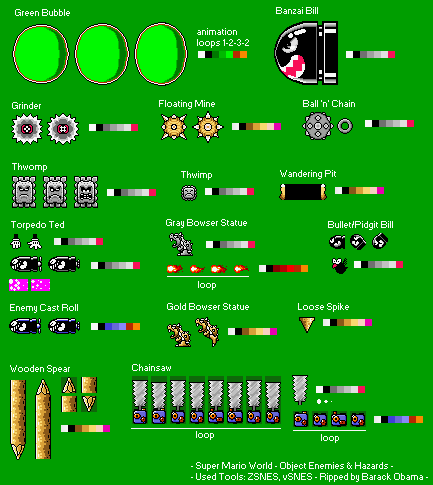 Green Bubble
animation
loops 1-2-3-2
Banzai Bill
Grinder
Floating Mine
Ball 'n' Chain
Thwomp
Thwimp
Wandering Pit
Torpedo Ted
Gray Bowser Statue
Bullet/Pidgit Bill
loop
Enemy Cast Roll
Gold Bowser Statue
Loose Spike
Wooden Spear
Chainsaw
loop
loop
- Super Mario World - Object Enemies & Hazards -
- Used Tools: ZSNES, vSNES - Ripped by Barack Obama -